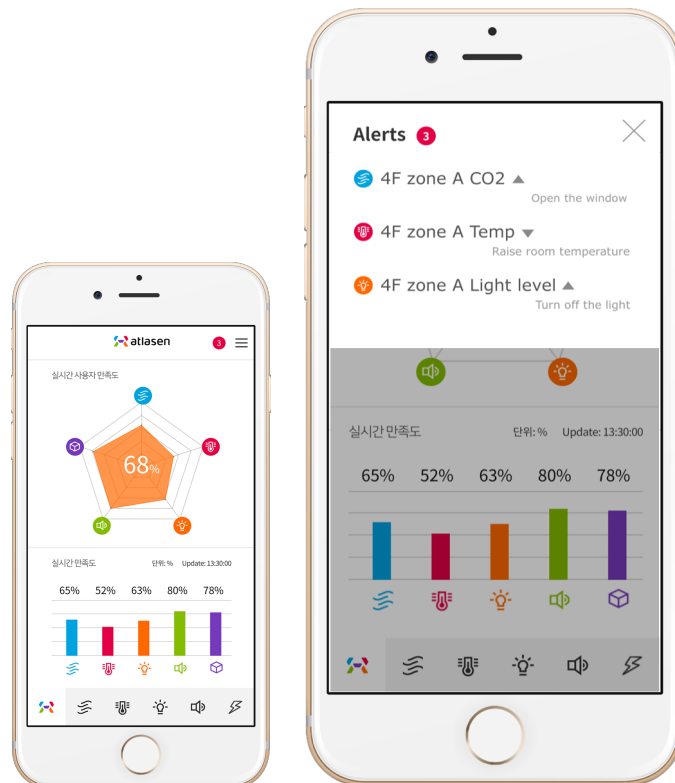 atlasen 3
실시간 사용자 만족도
68%
실시간 만족도 단위: % Update: 13:30:00
65% 52% 63% 80% 78%
Alerts 3
4F zone A CO2 ▲
Open the window
4F zone A Temp ▼
Raise room temperature
4F zone A Light level ▲
Turn off the light
실시간 만족도 단위: % Update: 13:30:00
65% 52% 63% 80% 78%